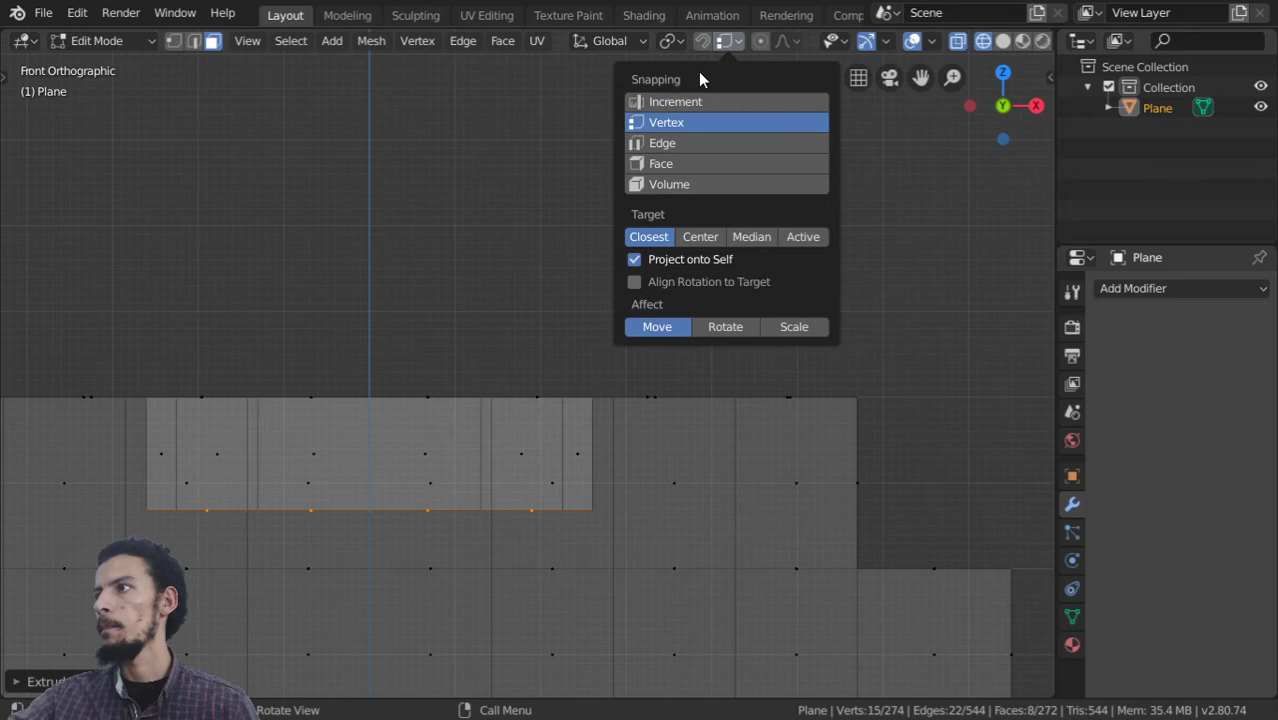 File Edit Render Window Help Layout Modeling Sculpting UV Editing Texture Paint Shading Animation Rendering Comp Scene View Layer
Edit Mode View Select Add Mesh Vertex Edge Face UV Global
Front Orthographic
(1) Plane
Snapping
Increment
Vertex
Edge
Face
Volume
Target
Closest Center Median Active
Project onto Self
Align Rotation to Target
Affect
Move Rotate Scale
Z
Y
X
Scene Collection
Collection
Plane
Plane
Add Modifier
Extrud
Rotate View Call Menu Plane | Verts:15/274 | Edges:22/544 | Faces:8/272 | Tris:544 | Mem: 35.4 MB | v2.80.74